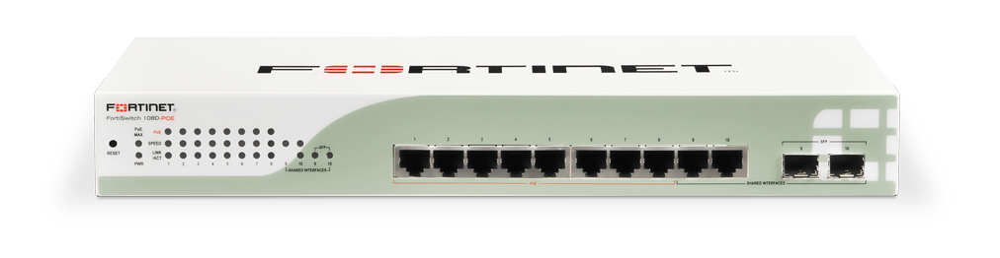 FORTINET
FORTINET
FortiSwitch 108D-POE
PoE MAX
PoE
RESET
SPEED
LINK /ACT
PWR
1 2 3 4 5 6 7 8 9 10 9 10
SFP
SHARED INTERFACES
1 2 3 4 5 6 7 8 9 10
PoE
SHARED INTERFACES
SFP
9 10